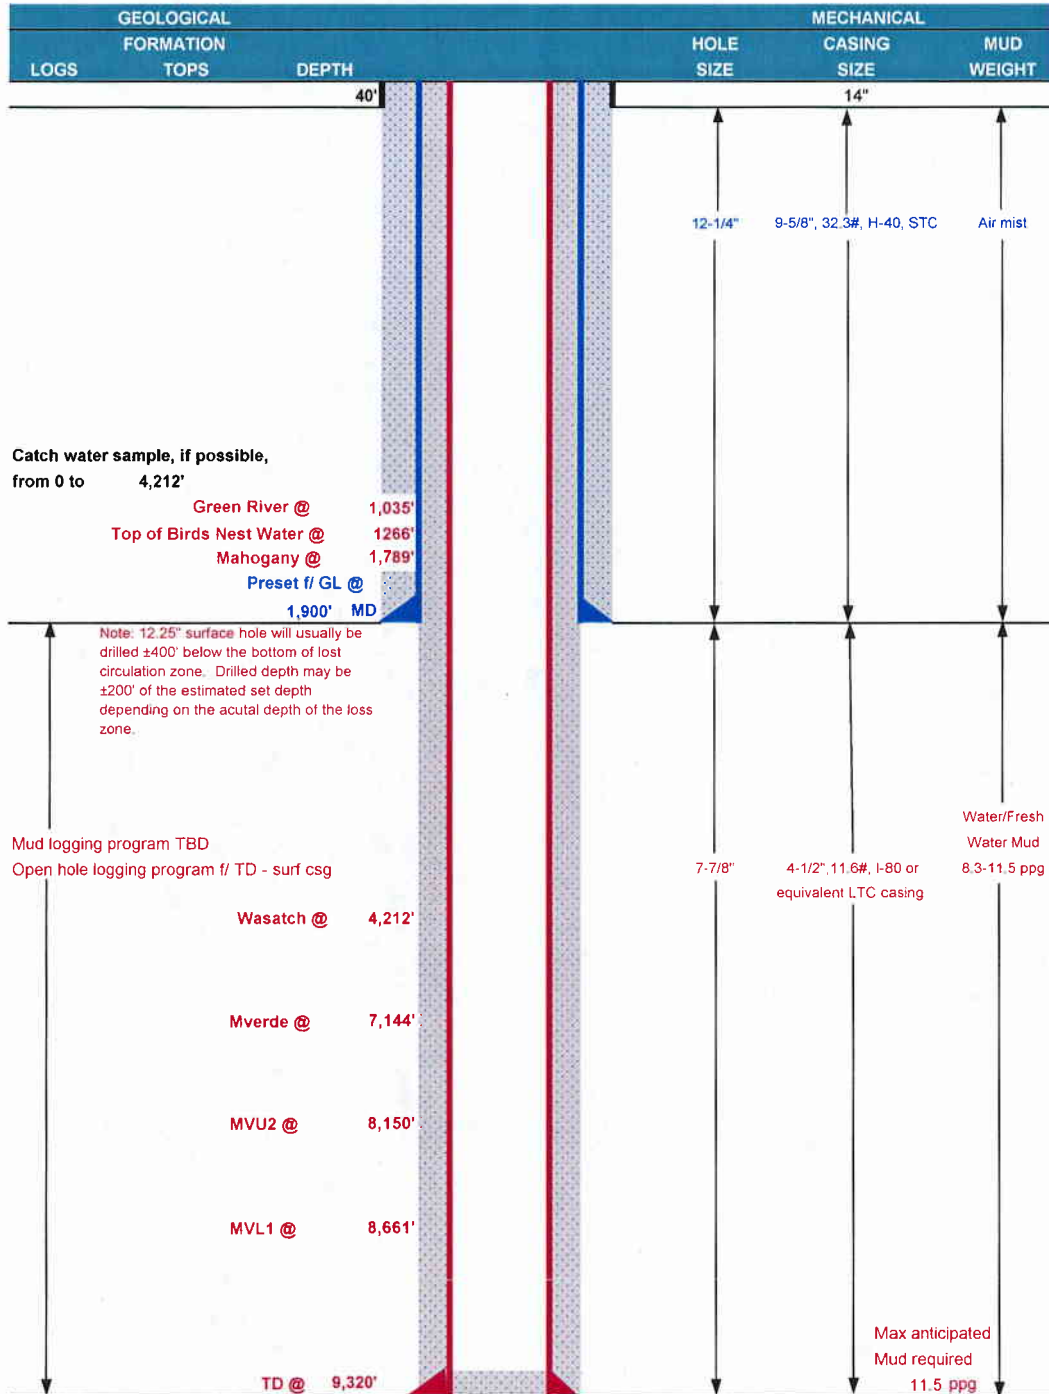 GEOLOGICAL MECHANICAL
FORMATION HOLE CASING MUD
LOGS TOPS DEPTH SIZE SIZE WEIGHT
40' 14"
12-1/4" 9-5/8", 32.3#, H-40, STC Air mist
Catch water sample, if possible,
from 0 to 4,212'
Green River @ 1,035'
Top of Birds Nest Water @ 1266'
Mahogany @ 1,789'
Preset f/ GL @
1,900' MD
Note: 12.25" surface hole will usually be
drilled ±400' below the bottom of lost
circulation zone. Drilled depth may be
±200' of the estimated set depth
depending on the acutal depth of the loss
zone.
Water/Fresh
Mud logging program TBD Water Mud
Open hole logging program f/ TD - surf csg 7-7/8" 4-1/2", 11.6#, I-80 or 8.3-11.5 ppg
equivalent LTC casing
Wasatch @ 4,212'
Mverde @ 7,144'
MVU2 @ 8,150'
MVL1 @ 8,661'
Max anticipated
Mud required
TD @ 9,320' 11.5 ppg